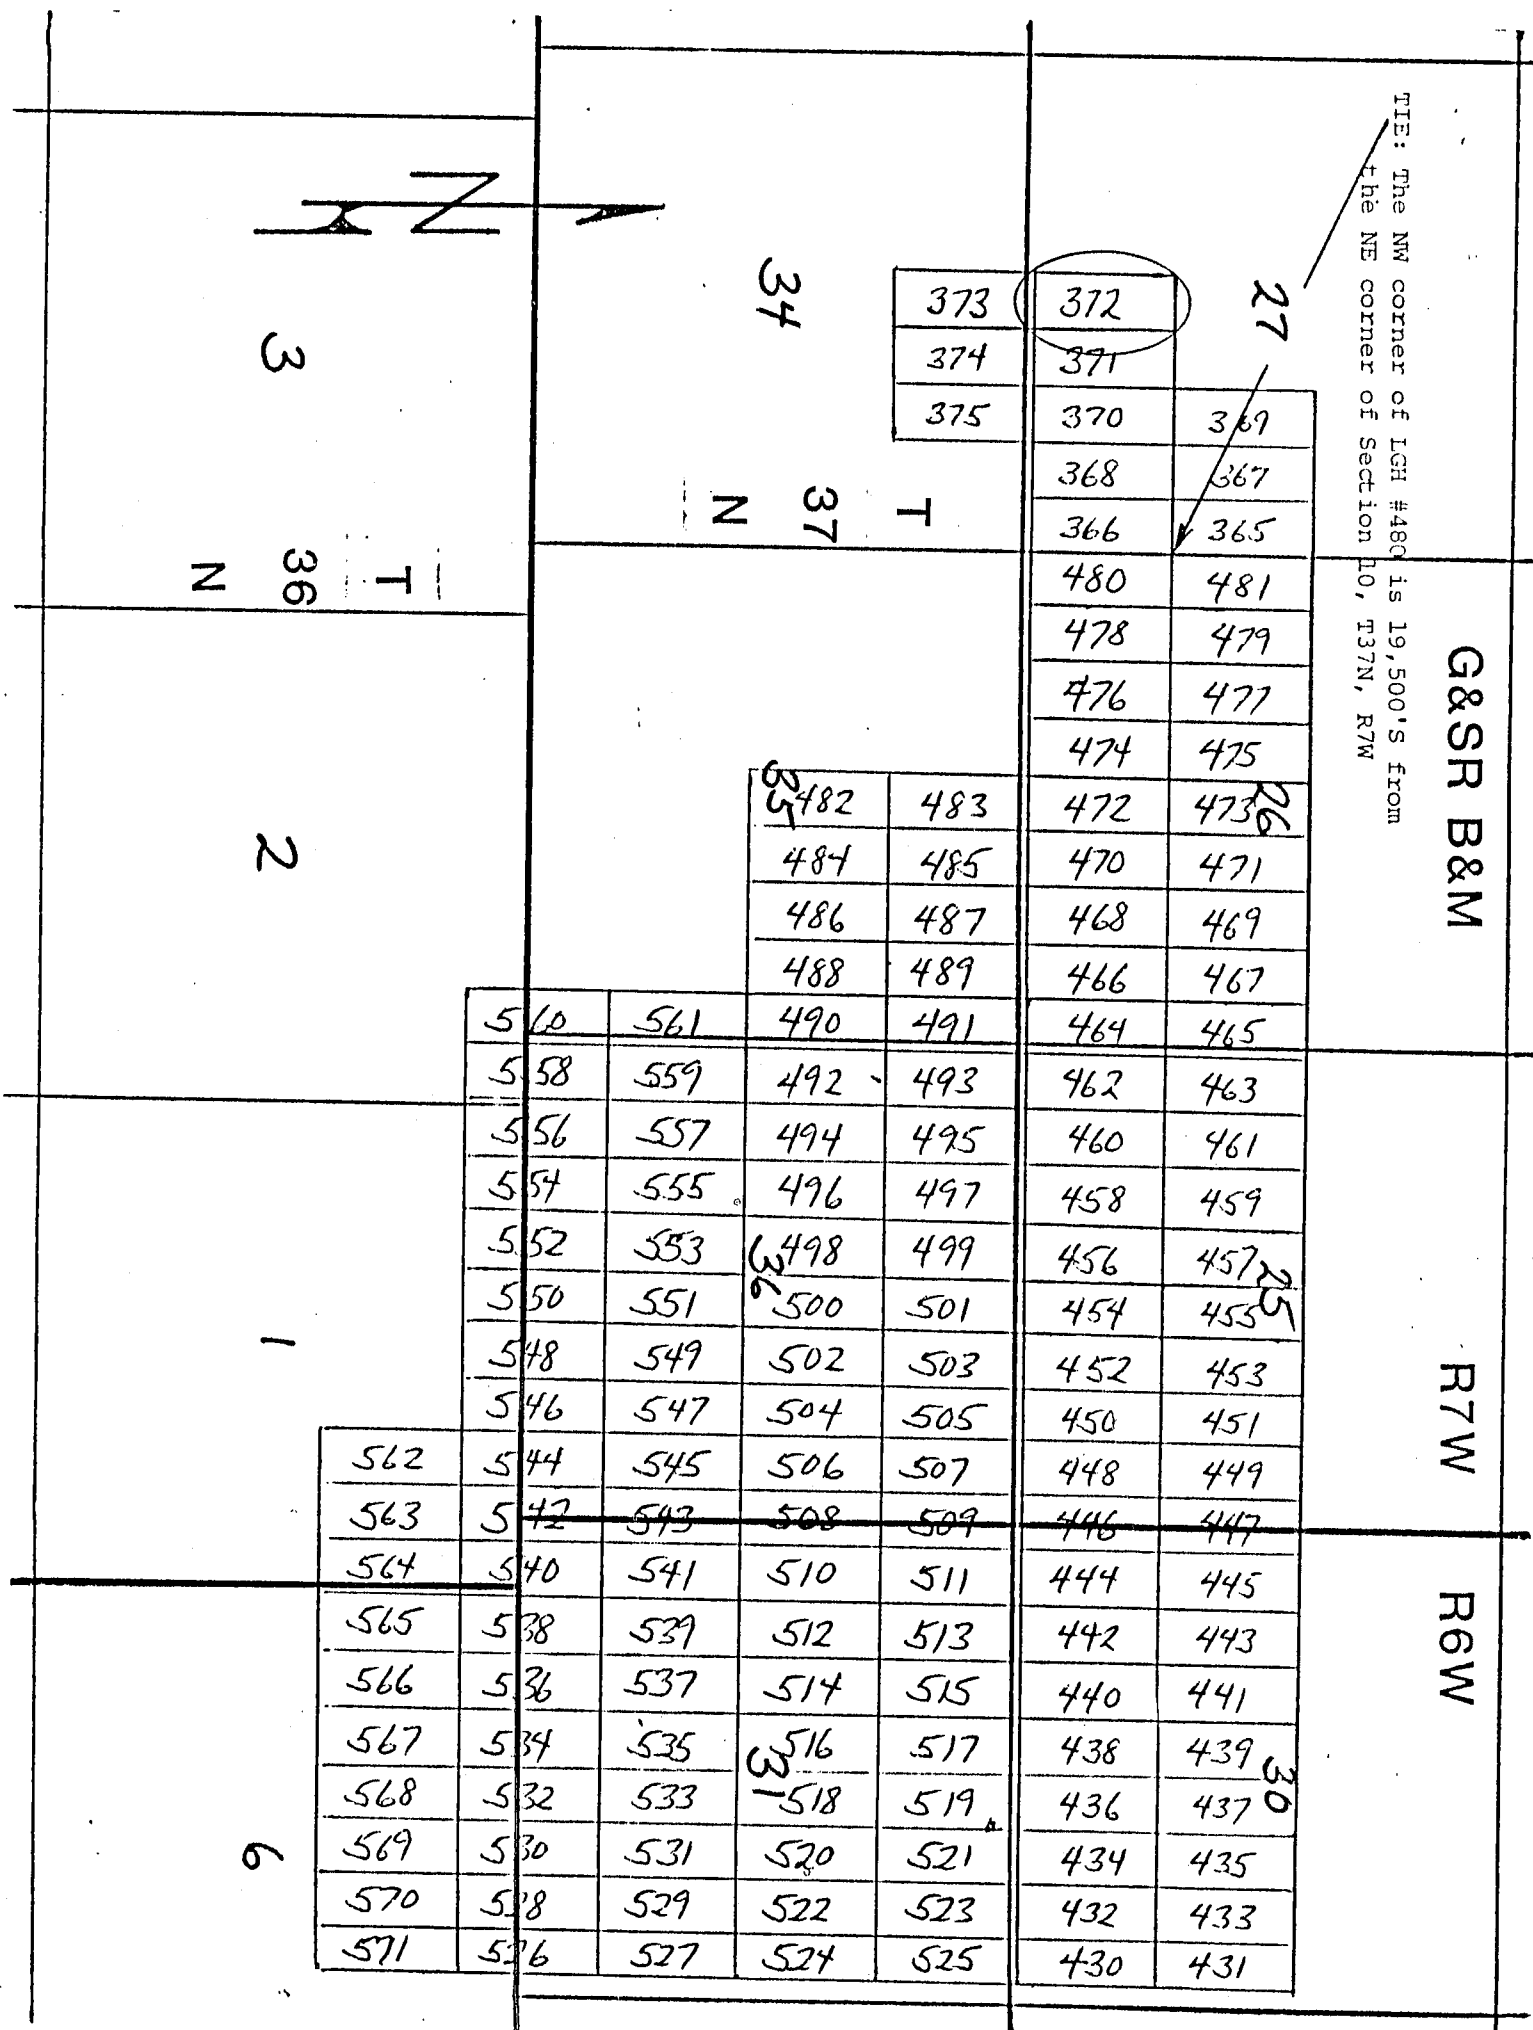 G&SR B&M
R7W
R6W
TIE: The NW corner of LGH #480 is 19,500'S from
the NE corner of Section 10, T37N, R7W
27
34
3
N
T
37
N
T
36
N
373 372
374 371
375 370 369
368 367
366 365
480 481
478 479
476 477
474 475
35
26
482 483 472 473
484 485 470 471
486 487 468 469
488 489 466 467
2
560 561 490 491 464 465
558 559 492 493 462 463
556 557 494 495 460 461
554 555 496 497 458 459
552 553 498 499 456 457
36
25
550 551 500 501 454 455
1
548 549 502 503 452 453
546 547 504 505 450 451
562 544 545 506 507 448 449
563 542 543 508 509 446 447
564 540 541 510 511 444 445
565 538 539 512 513 442 443
566 536 537 514 515 440 441
567 534 535 516 517 438 439
31
30
568 532 533 518 519 436 437
569 530 531 520 521 434 435
6
570 528 529 522 523 432 433
571 526 527 524 525 430 431